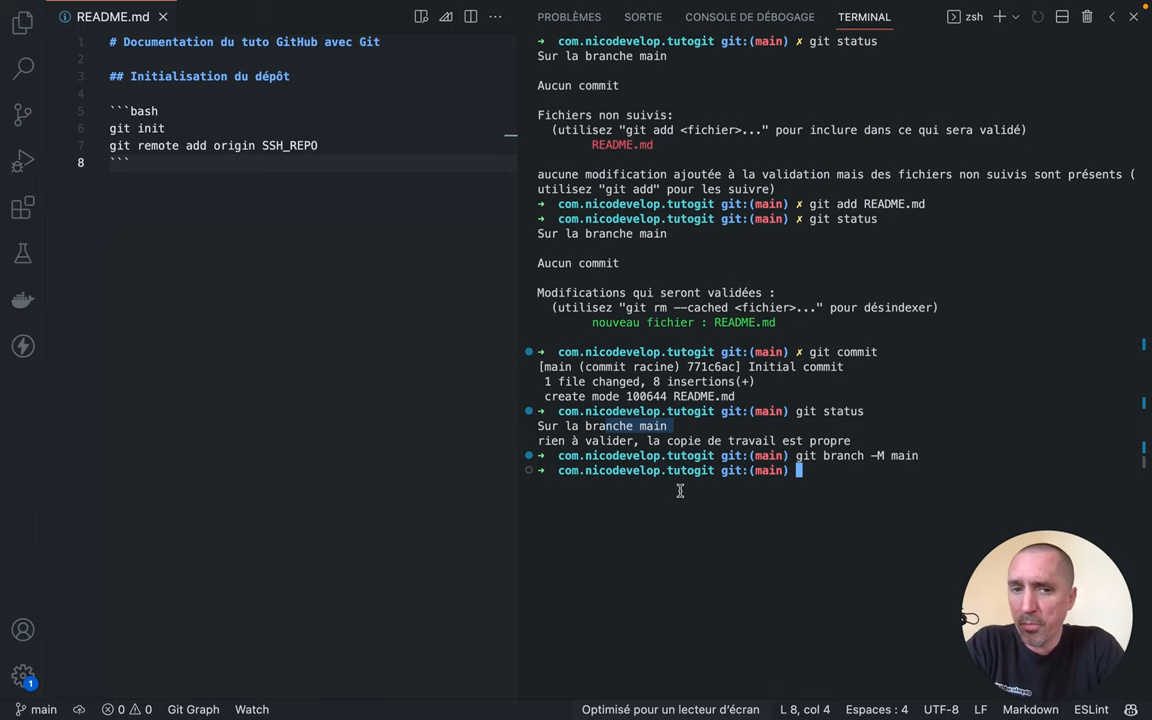 README.md
PROBLÈMES
SORTIE
CONSOLE DE DÉBOGAGE
TERMINAL
zsh
1 # Documentation du tuto GitHub avec Git
2
3 ## Initialisation du dépôt
4
5 ```bash
6 git init
7 git remote add origin SSH_REPO
8 ```
➜ com.nicodevelop.tutogit git:(main) ✗ git status
Sur la branche main
Aucun commit
Fichiers non suivis:
(utilisez "git add <fichier>..." pour inclure dans ce qui sera validé)
README.md
aucune modification ajoutée à la validation mais des fichiers non suivis sont présents (
utilisez "git add" pour les suivre)
➜ com.nicodevelop.tutogit git:(main) ✗ git add README.md
➜ com.nicodevelop.tutogit git:(main) ✗ git status
Sur la branche main
Aucun commit
Modifications qui seront validées :
(utilisez "git rm --cached <fichier>..." pour désindexer)
nouveau fichier : README.md
➜ com.nicodevelop.tutogit git:(main) ✗ git commit
[main (commit racine) 771c6ac] Initial commit
1 file changed, 8 insertions(+)
create mode 100644 README.md
➜ com.nicodevelop.tutogit git:(main) git status
Sur la branche main
rien à valider, la copie de travail est propre
➜ com.nicodevelop.tutogit git:(main) git branch -M main
➜ com.nicodevelop.tutogit git:(main)
1
main
0
0
Git Graph
Watch
Optimisé pour un lecteur d'écran
L 8, col 4
Espaces : 4
UTF-8
LF
Markdown
ESLint